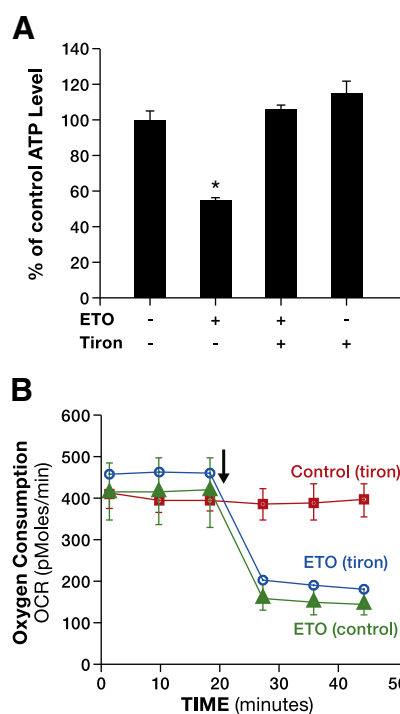 A
% of control ATP Level
140
120
100
80
60
40
20
0
*
ETO - + + -
Tiron - - + +
B
Oxygen Consumption
OCR (pMoles/min)
600
500
400
300
200
100
0
Control (tiron)
ETO (tiron)
ETO (control)
0 10 20 30 40 50
TIME (minutes)